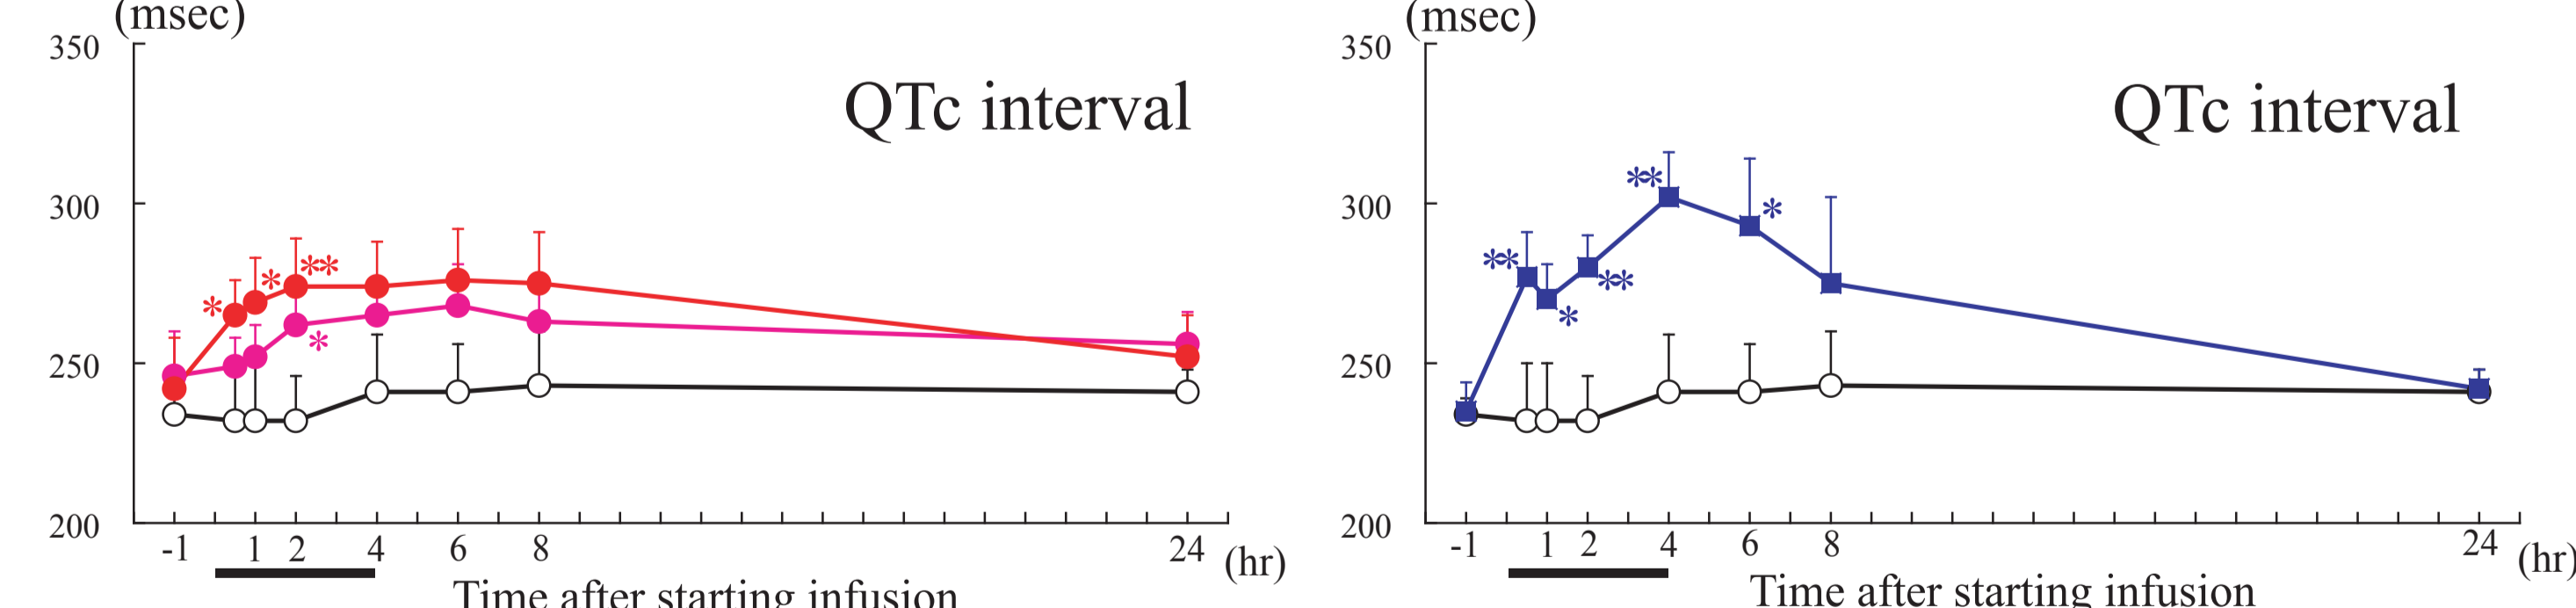 (msec)
350
QTc interval
300
**
*
*
*
250
200
-1 1 2 4 6 8 24 (hr)
Time after starting infusion
(msec)
350
QTc interval
300
**
*
**
**
*
250
200
-1 1 2 4 6 8 24 (hr)
Time after starting infusion